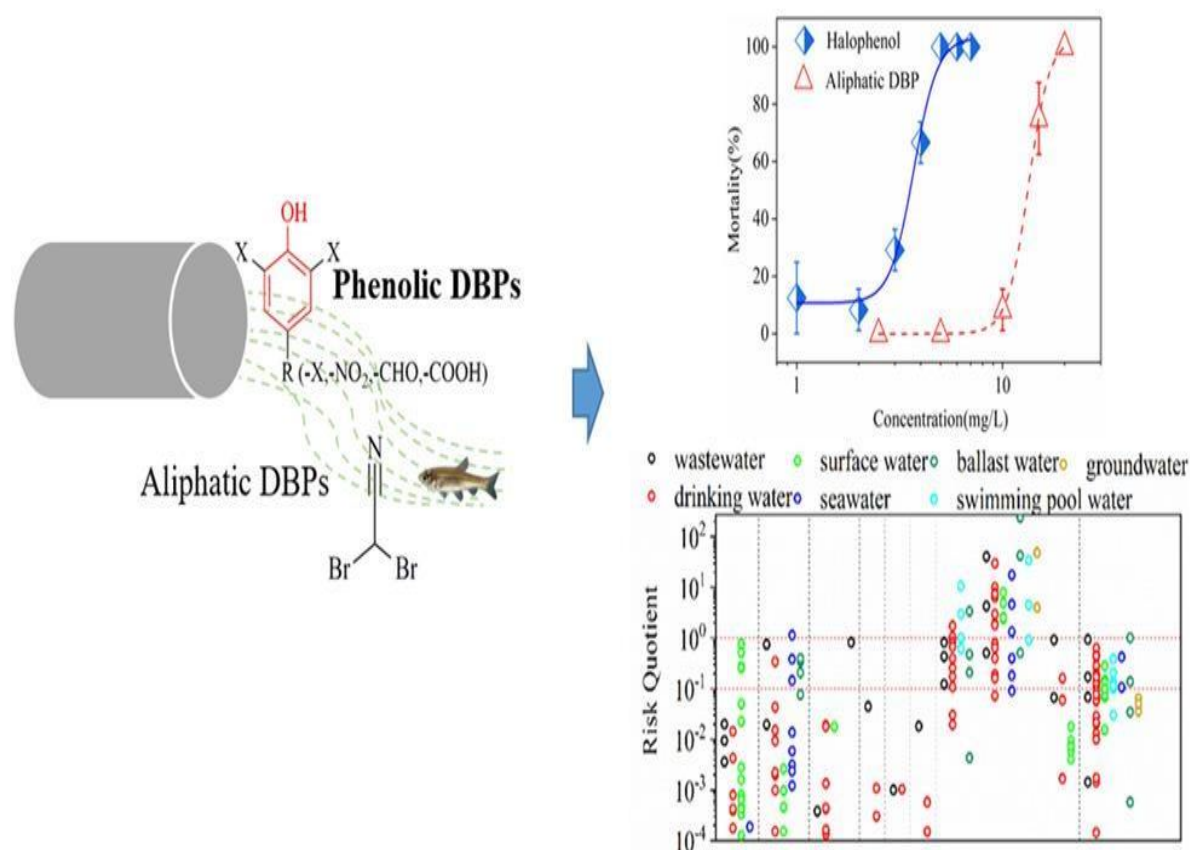 OH
X X
Phenolic DBPs
R (-X,-NO2,-CHO,-COOH)
N
Aliphatic DBPs
Br Br
Halophenol
Aliphatic DBP
Mortality(%)
100
80
60
40
20
0
1 10
Concentration(mg/L)
wastewater surface water ballast water groundwater
drinking water seawater swimming pool water
Risk Quotient
10^2
10^1
10^0
10^-1
10^-2
10^-3
10^-4